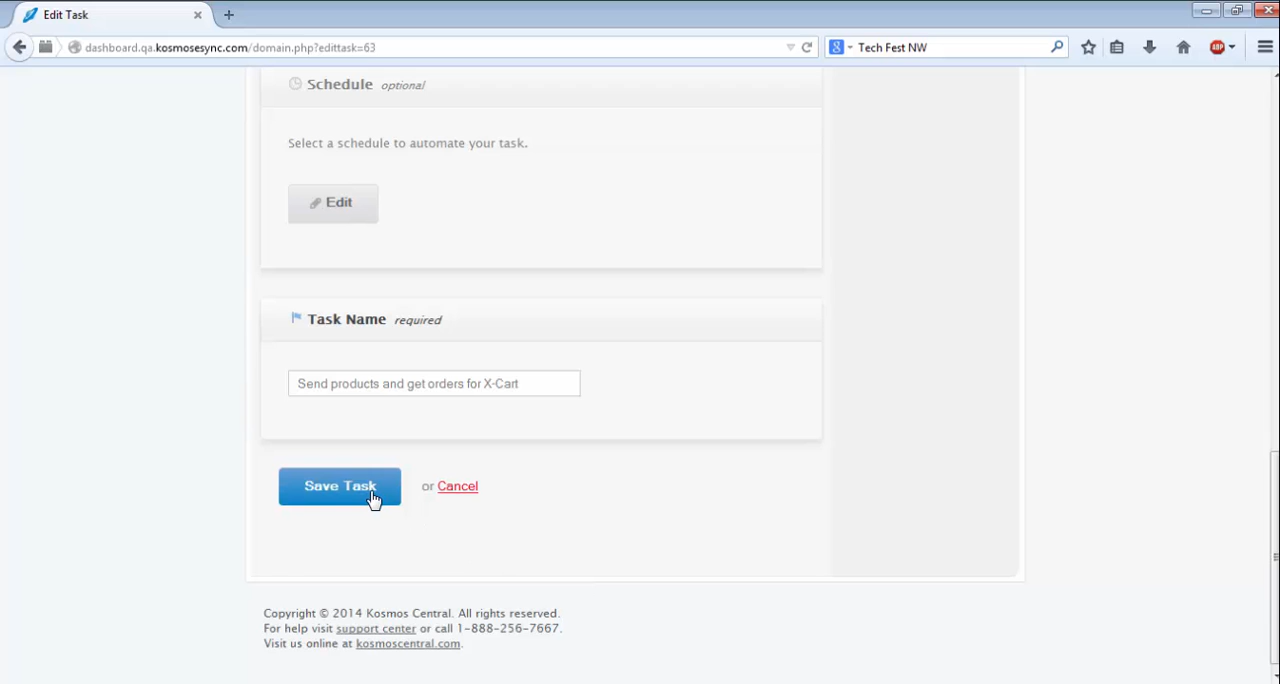 Edit Task
dashboard.qa.kosmosesync.com/domain.php?edittask=63
Tech Fest NW
ABP
Schedule optional
Select a schedule to automate your task.
Edit
Task Name required
Send products and get orders for X-Cart
Save Task or Cancel
Copyright © 2014 Kosmos Central. All rights reserved.
For help visit support center or call 1-888-256-7667.
Visit us online at kosmoscentral.com.